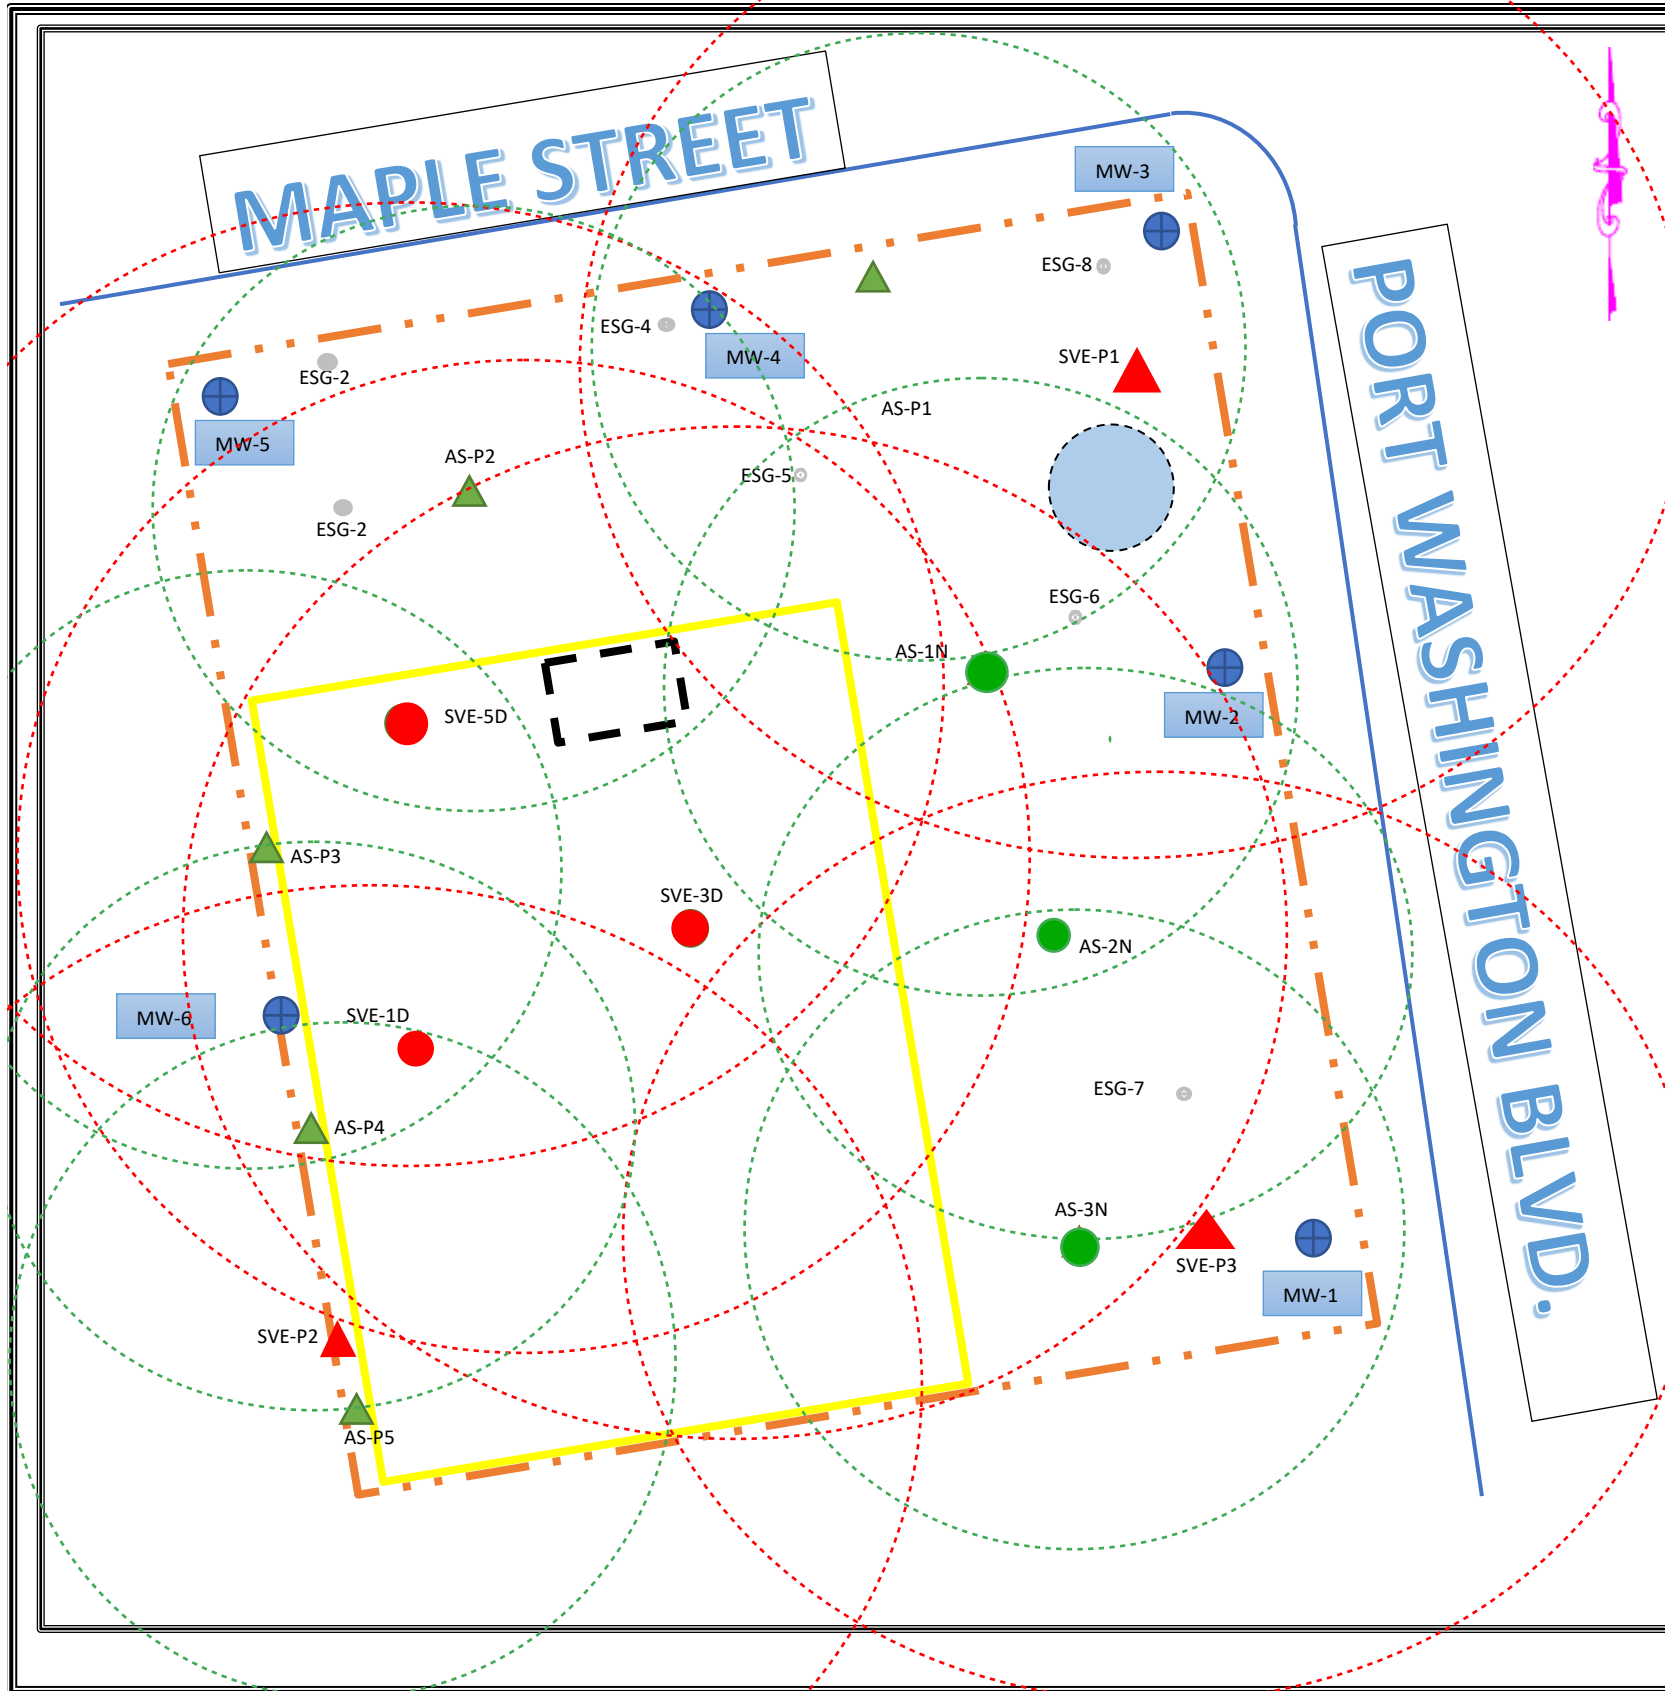 MAPLE STREET
MW-3
ESG-8
ESG-4
MW-4
SVE-P1
ESG-2
AS-P1
MW-5
AS-P2
ESG-5
ESG-2
PORT WASHINGTON BLVD.
ESG-6
AS-1N
SVE-5D
MW-2
AS-P3
SVE-3D
AS-2N
MW-6
SVE-1D
ESG-7
AS-P4
AS-3N
SVE-P3
MW-1
SVE-P2
AS-P5